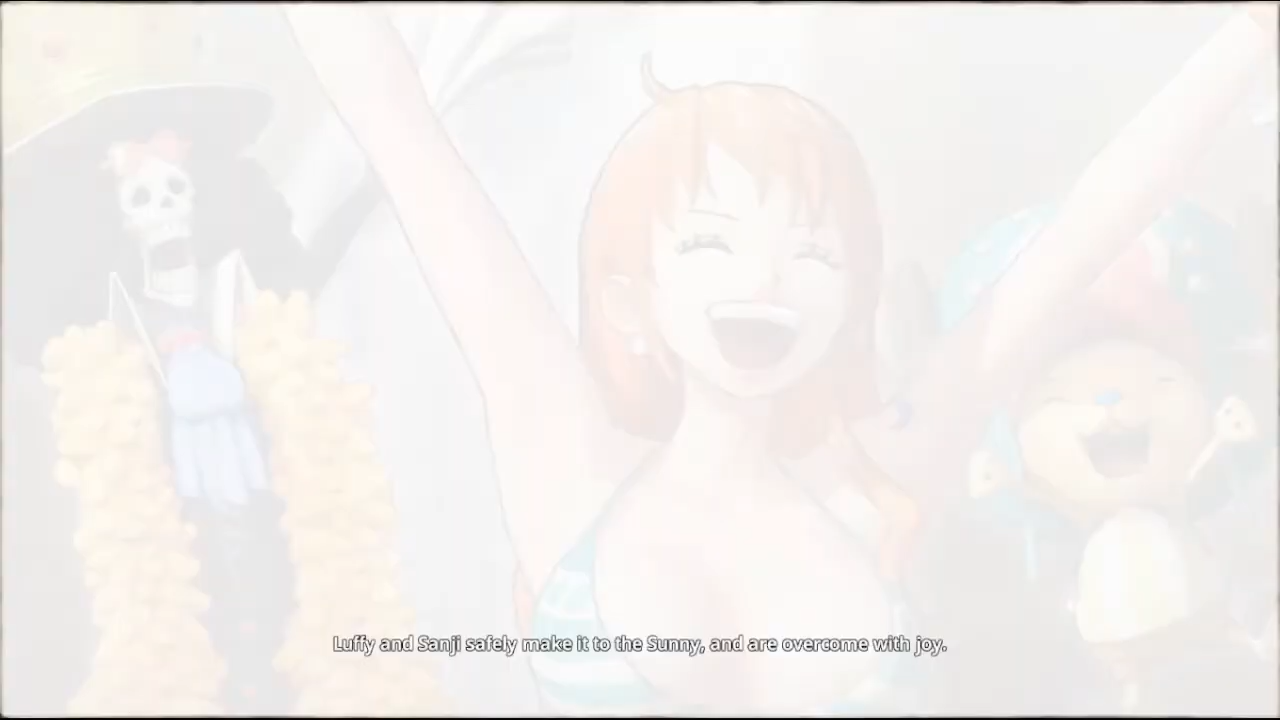 Luffy and Sanji safely make it to the Sunny, and are overcome with joy.